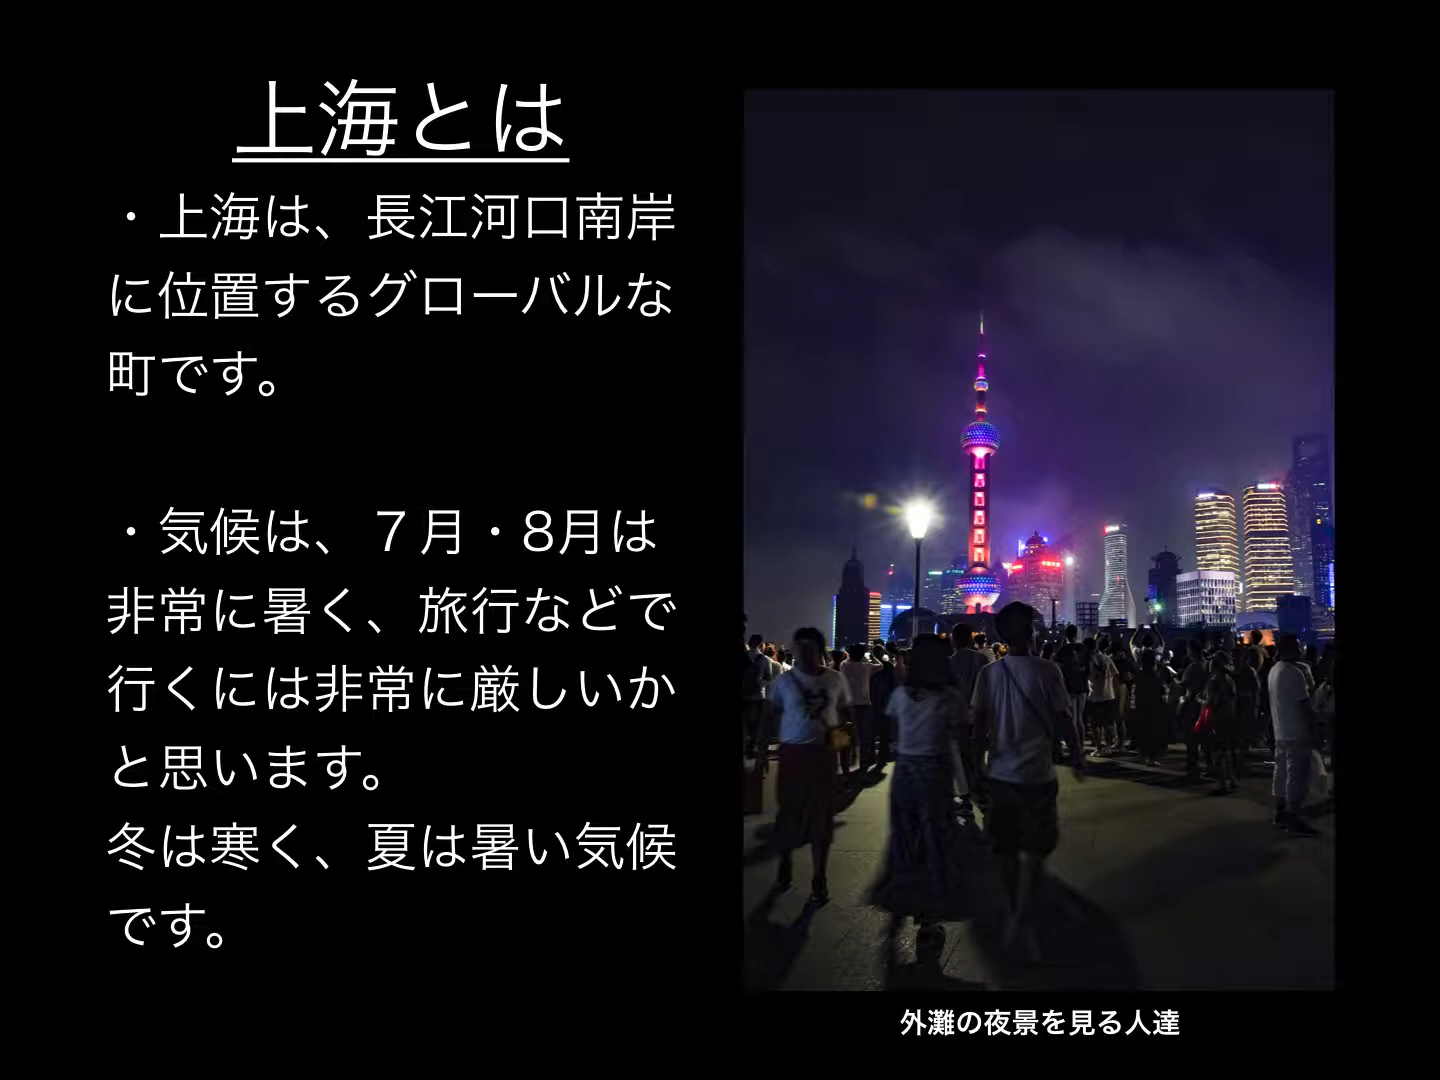 上海とは
・上海は、長江河口南岸
に位置するグローバルな
町です。
・気候は、７月・8月は
非常に暑く、旅行などで
行くには非常に厳しいか
と思います。
冬は寒く、夏は暑い気候
です。
外灘の夜景を見る人達